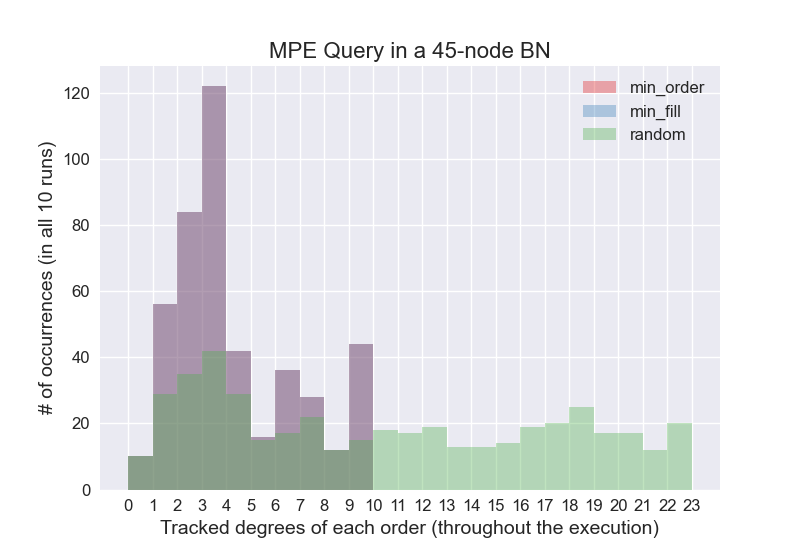 MPE Query in a 45-node BN
min_order
min_fill
random
120
100
80
60
40
20
0
# of occurrences (in all 10 runs)
0 1 2 3 4 5 6 7 8 9 10 11 12 13 14 15 16 17 18 19 20 21 22 23
Tracked degrees of each order (throughout the execution)